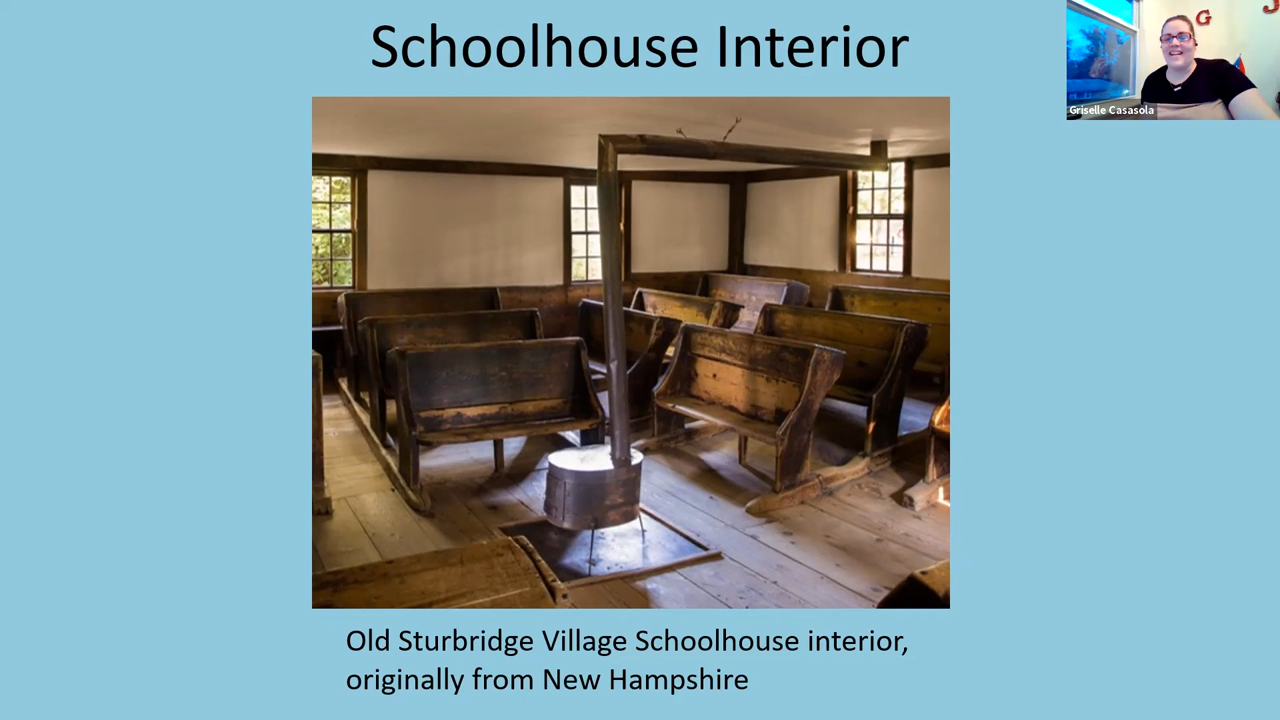 Schoolhouse Interior
G
J
Griselle Casasola
Old Sturbridge Village Schoolhouse interior,
originally from New Hampshire